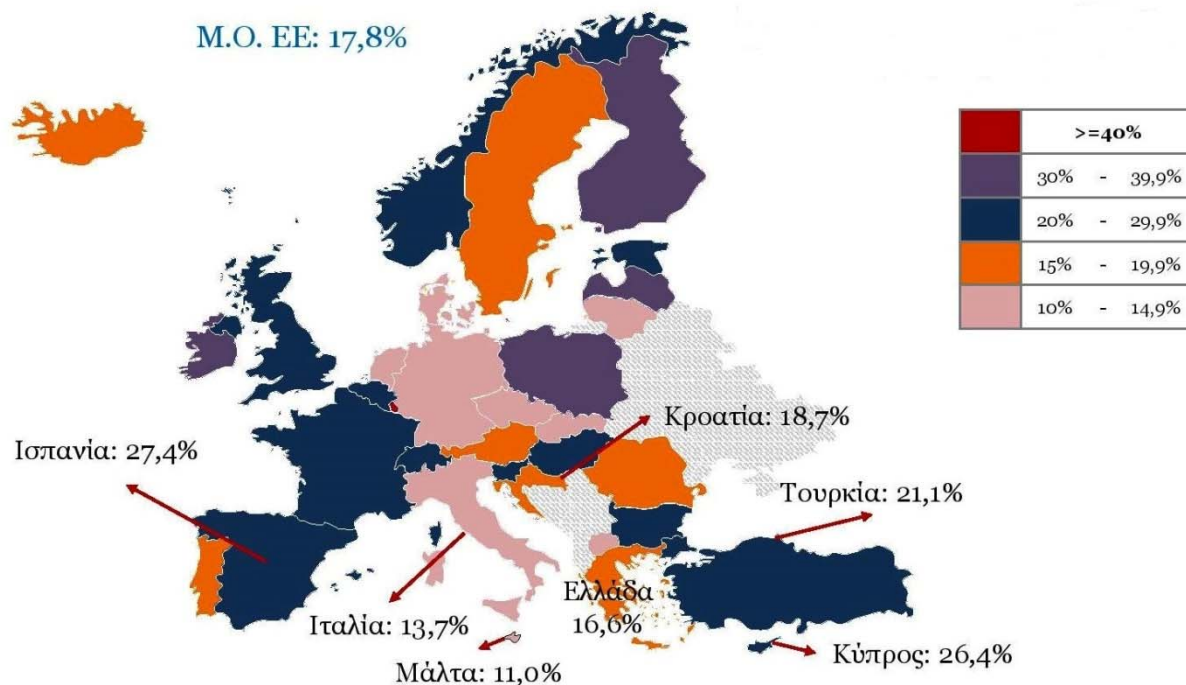 Μ.Ο. ΕΕ: 17,8%
>=40%
30% - 39,9%
20% - 29,9%
15% - 19,9%
10% - 14,9%
Κροατία: 18,7%
Ισπανία: 27,4%
Τουρκία: 21,1%
Ελλάδα
16,6%
Ιταλία: 13,7%
Κύπρος: 26,4%
Μάλτα: 11,0%